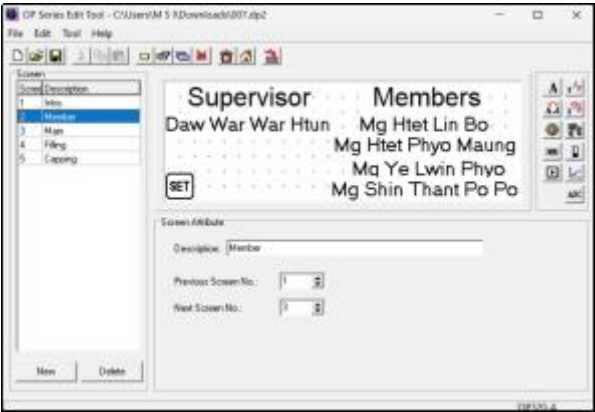 OP Series Edit Tool - C:\Users\M S I\Downloads\007.dp2
File Edit Tool Help
Screen
Screen Description
1 Intro
2 Member
3 Main
4 Filling
5 Capping
New Delete
Supervisor Members
Daw War War Htun Mg Htet Lin Bo
Mg Htet Phyo Maung
Mg Ye Lwin Phyo
SET Mg Shin Thant Po Po
A
ABC
Screen Attribute
Description: Member
Previous Screen No.: 1
Next Screen No.: 3
OP320-A